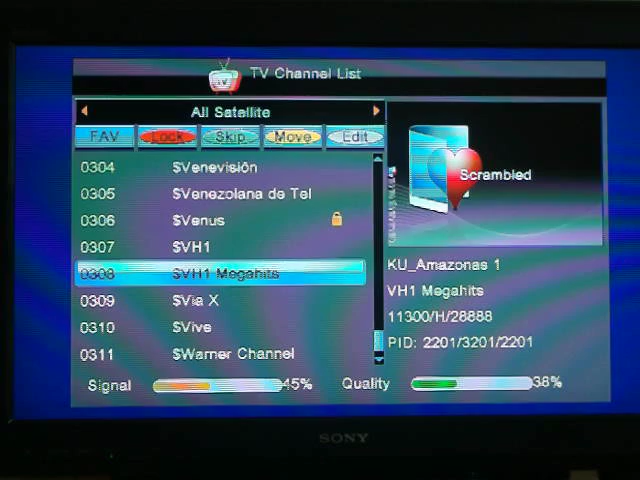 TV Channel List
All Satellite
FAV Lock Skip Move Edit
0304 $Venevisión
0305 $Venezolana de Tel
0306 $Venus
0307 $VH1
0308 $VH1 Megahits
0309 $Via X
0310 $Vive
0311 $Warner Channel
Scrambled
KU_Amazonas 1
VH1 Megahits
11300/H/28888
PID: 2201/3201/2201
Signal 45% Quality 38%
SONY